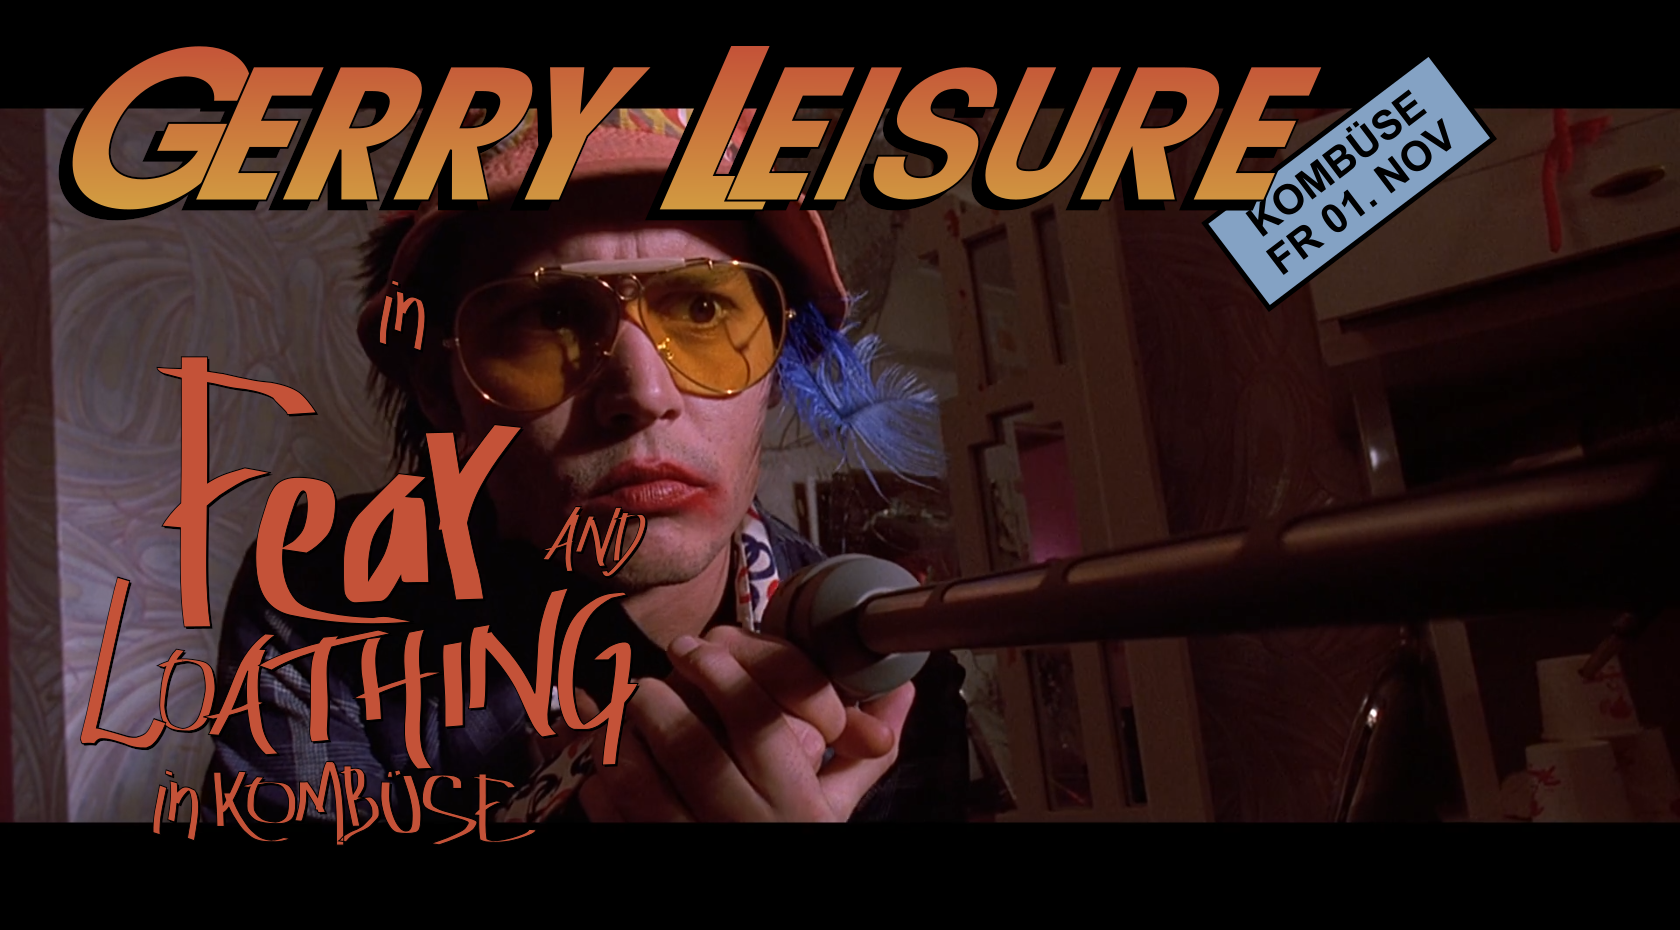 GERRY LEISURE
KOMBÜSE
FR 01. NOV
in
Fear AND
LOATHING
in KOMBÜSE